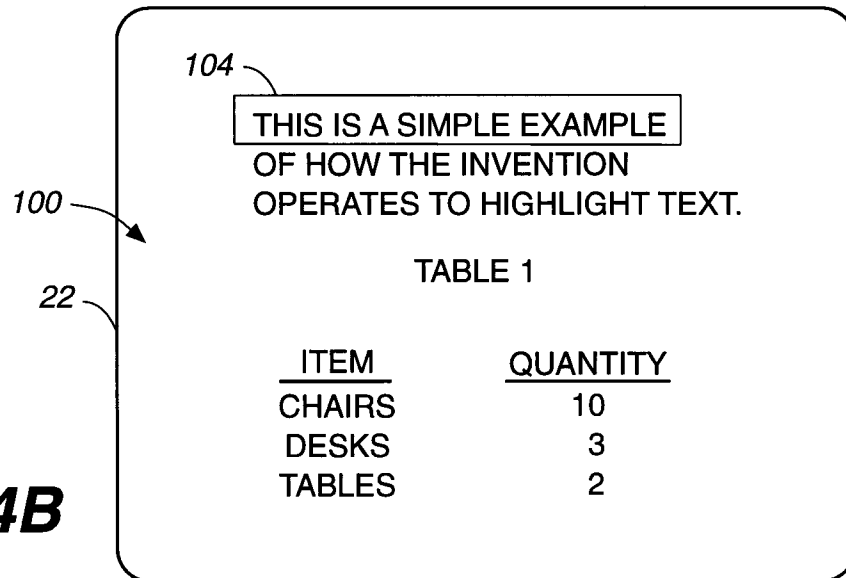 104
THIS IS A SIMPLE EXAMPLE
OF HOW THE INVENTION
OPERATES TO HIGHLIGHT TEXT.
100
TABLE 1
22
ITEM QUANTITY
CHAIRS 10
DESKS 3
TABLES 2
4B